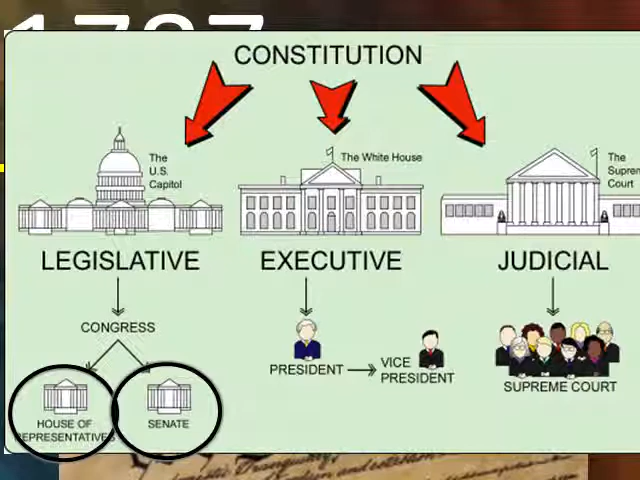 1787
CONSTITUTION
The
U.S.
Capitol
The White House
The
Court
LEGISLATIVE
EXECUTIVE
JUDICIAL
CONGRESS
PRESIDENT
VICE
PRESIDENT
SUPREME COURT
HOUSE OF
REPRESENTATIVES
SENATE